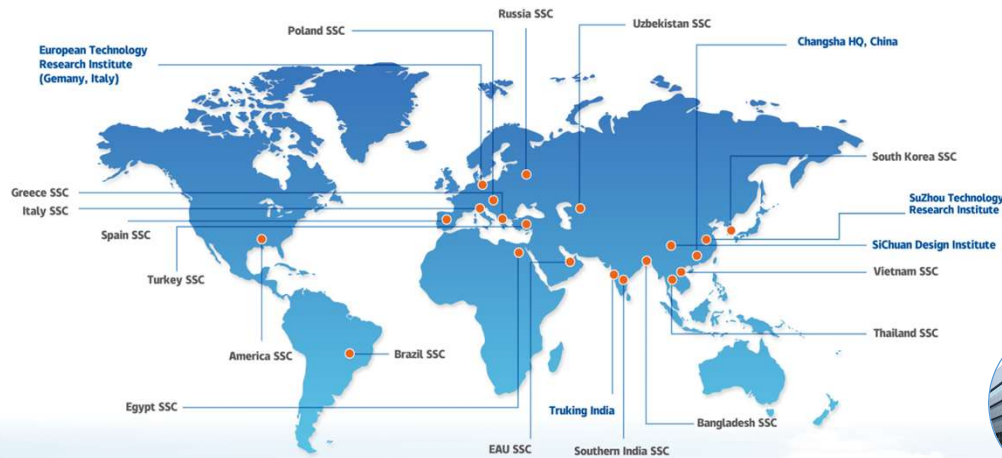 Russia SSC
Uzbekistan SSC
Poland SSC
Changsha HQ, China
European Technology
Research Institute
(Gemany, Italy)
South Korea SSC
Greece SSC
SuZhou Technology
Research Institute
Italy SSC
Spain SSC
SiChuan Design Institute
Turkey SSC
Vietnam SSC
Thailand SSC
America SSC
Brazil SSC
Egypt SSC
Truking India
Bangladesh SSC
EAU SSC
Southern India SSC